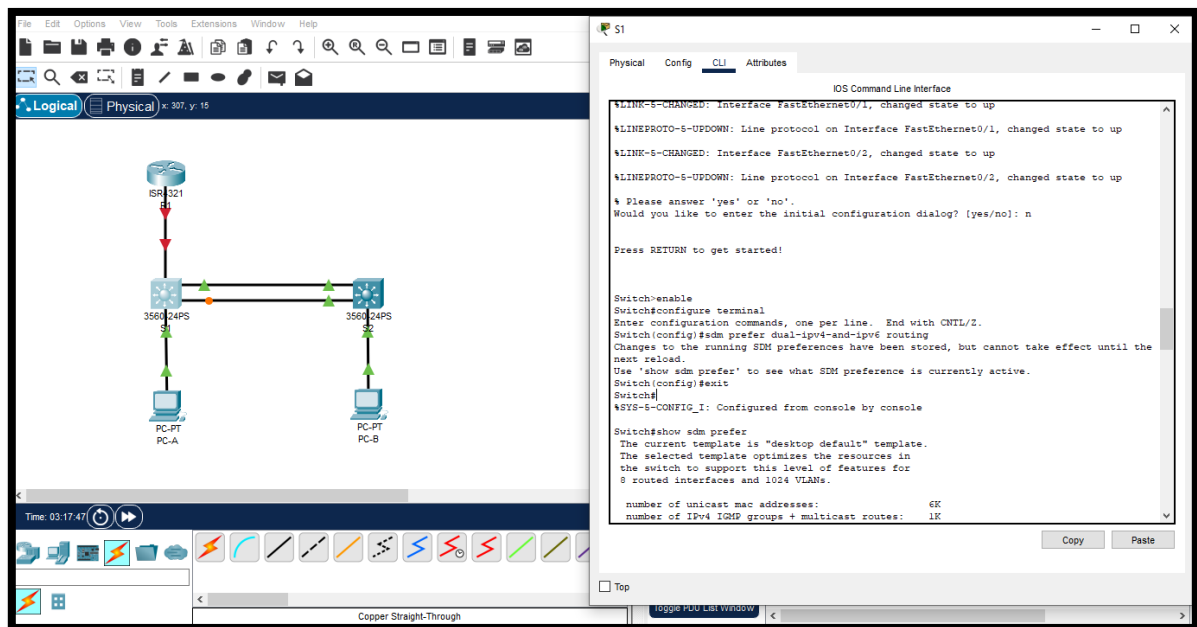 File Edit Options View Tools Extensions Window Help
Logical
Physical
x: 307, y: 15
ISR4321
R1
3560-24PS
S1
3560-24PS
S2
PC-PT
PC-A
PC-PT
PC-B
Time: 03:17:47
Copper Straight-Through
S1
Physical Config CLI Attributes
IOS Command Line Interface
%LINK-5-CHANGED: Interface FastEthernet0/1, changed state to up
%LINEPROTO-5-UPDOWN: Line protocol on Interface FastEthernet0/1, changed state to up
%LINK-5-CHANGED: Interface FastEthernet0/2, changed state to up
%LINEPROTO-5-UPDOWN: Line protocol on Interface FastEthernet0/2, changed state to up
% Please answer 'yes' or 'no'.
Would you like to enter the initial configuration dialog? [yes/no]: n
Press RETURN to get started!
Switch>enable
Switch#configure terminal
Enter configuration commands, one per line. End with CNTL/Z.
Switch(config)#sdm prefer dual-ipv4-and-ipv6 routing
Changes to the running SDM preferences have been stored, but cannot take effect until the
next reload.
Use 'show sdm prefer' to see what SDM preference is currently active.
Switch(config)#exit
Switch#
%SYS-5-CONFIG_I: Configured from console by console
Switch#show sdm prefer
The current template is "desktop default" template.
The selected template optimizes the resources in
the switch to support this level of features for
8 routed interfaces and 1024 VLANs.
number of unicast mac addresses: 6K
number of IPv4 IGMP groups + multicast routes: 1K
Copy
Paste
Top
Toggle PDU List Window